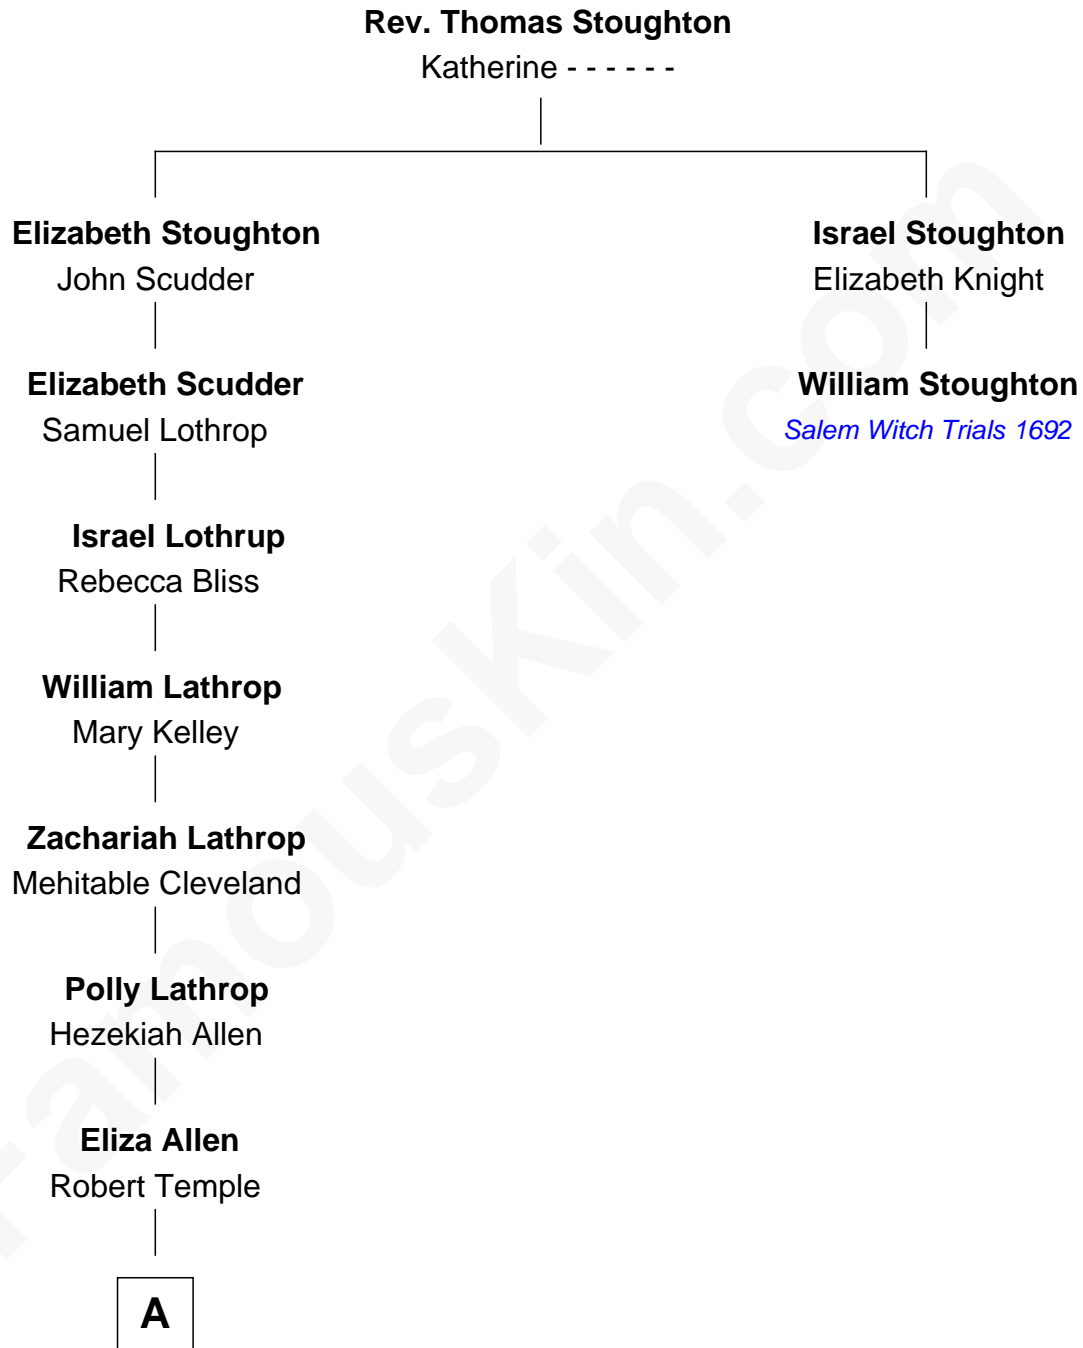 Rev. Thomas Stoughton
Katherine - - - - - -
Elizabeth Stoughton
John Scudder
Israel Stoughton
Elizabeth Knight
Elizabeth Scudder
Samuel Lothrop
William Stoughton
Salem Witch Trials 1692
Israel Lothrup
Rebecca Bliss
William Lathrop
Mary Kelley
Zachariah Lathrop
Mehitable Cleveland
Polly Lathrop
Hezekiah Allen
Eliza Allen
Robert Temple
A
FamousKin.com